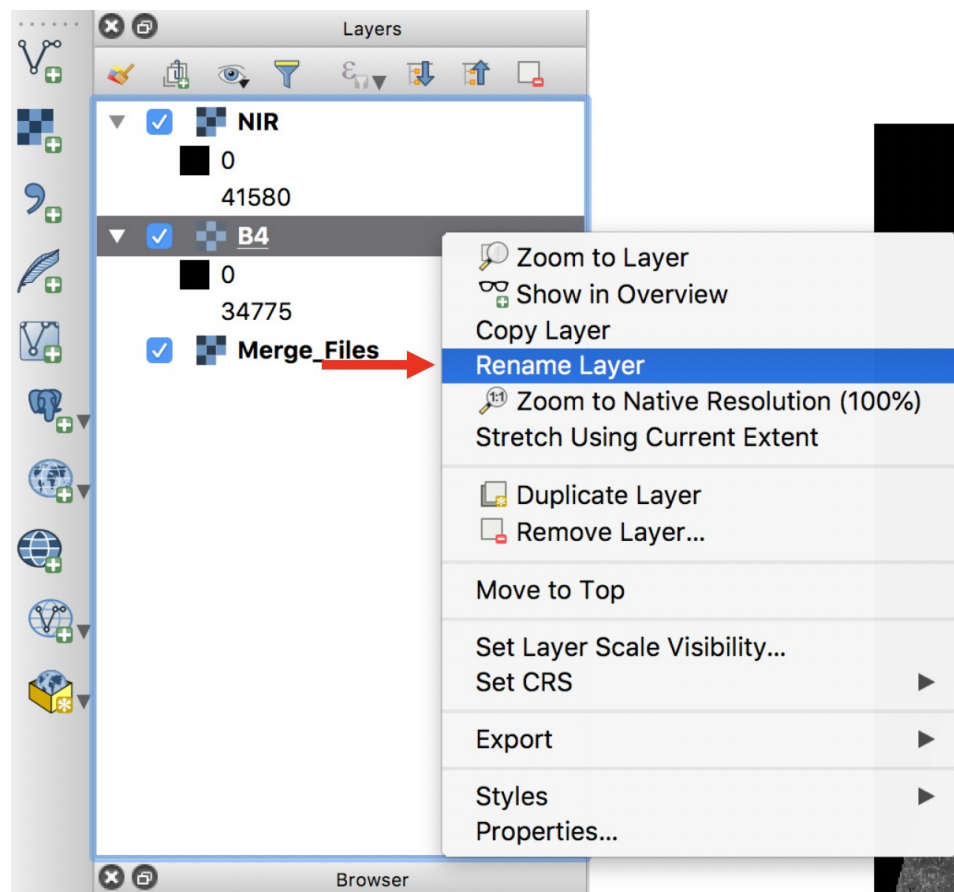 Layers
NIR
0
41580
B4
0
34775
Merge_Files
Zoom to Layer
Show in Overview
Copy Layer
Rename Layer
1:1
Zoom to Native Resolution (100%)
Stretch Using Current Extent
Duplicate Layer
Remove Layer...
Move to Top
Set Layer Scale Visibility...
Set CRS
Export
Styles
Properties...
Browser